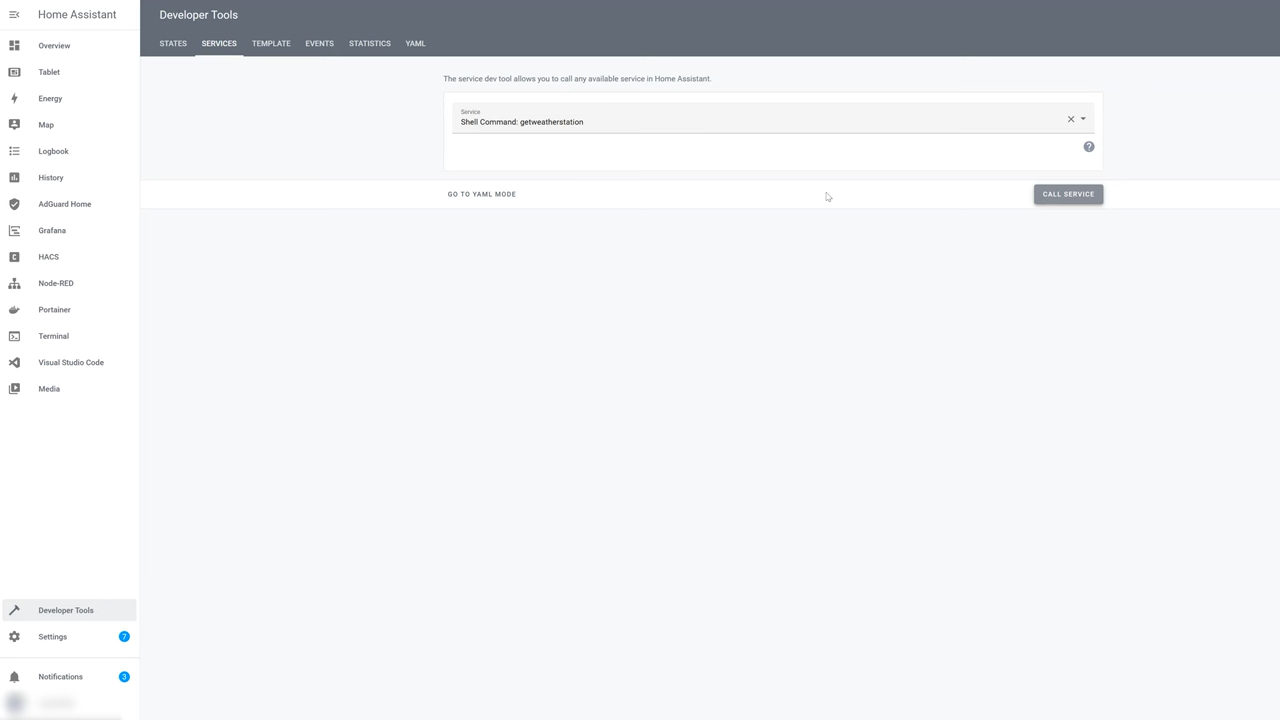 Home Assistant
Developer Tools
STATES SERVICES TEMPLATE EVENTS STATISTICS YAML
Overview
Tablet
Energy
Map
Logbook
History
AdGuard Home
Grafana
HACS
Node-RED
Portainer
Terminal
Visual Studio Code
Media
Developer Tools
Settings 7
Notifications 3
The service dev tool allows you to call any available service in Home Assistant.
Service
Shell Command: getweatherstation
GO TO YAML MODE
CALL SERVICE